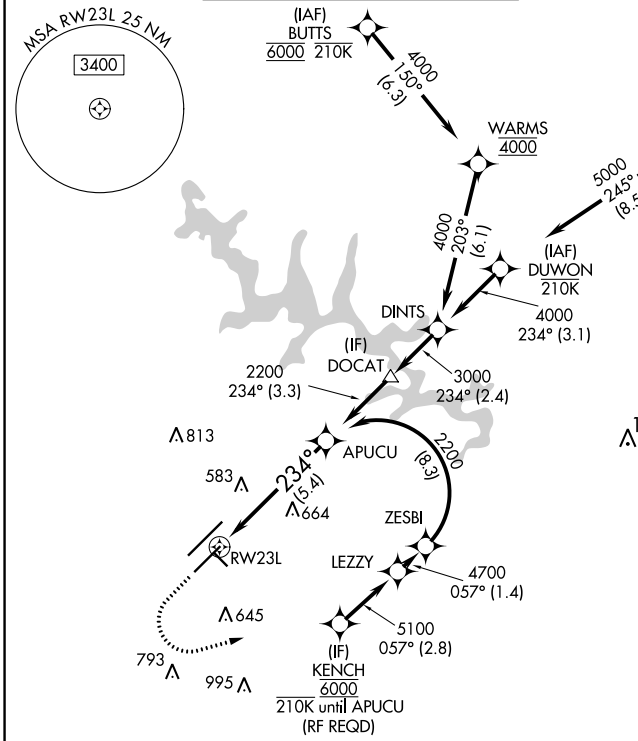 MSA RW23L 25 NM
3400
(IAF)
BUTTS
6000 210K
4000
150°
(6.3)
WARMS
4000
5000
245°
(8.5
4000
203°
(6.1)
(IAF)
DUWON
210K
4000
234° (3.1)
DINTS
(IF)
DOCAT
3000
234° (2.4)
2200
234° (3.3)
813
APUCU
2200
(8.3)
1
583
234°
(5.4)
664
ZESBI
RW23L
LEZZY
4700
057° (1.4)
645
5100
057° (2.8)
793
995
(IF)
KENCH
6000
210K until APUCU
(RF REQD)